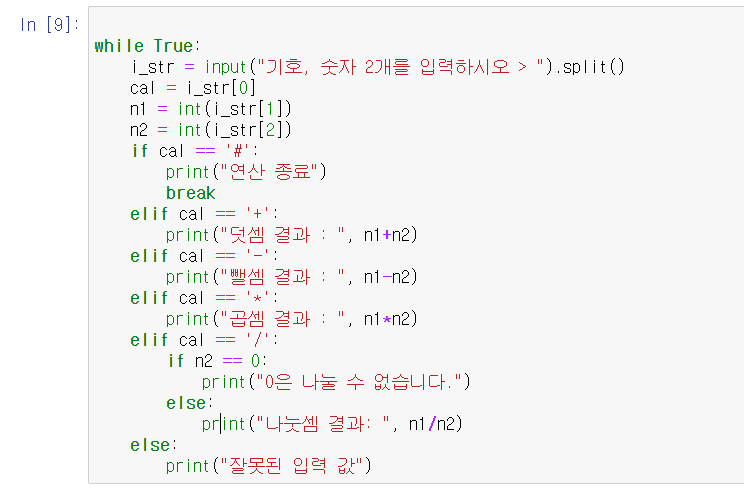 In [9]:
while True:
    i_str = input("기호, 숫자 2개를 입력하시오 > ").split()
    cal = i_str[0]
    n1 = int(i_str[1])
    n2 = int(i_str[2])
    if cal == '#':
        print("연산 종료")
        break
    elif cal == '+':
        print("덧셈 결과 : ", n1+n2)
    elif cal == '-':
        print("뺄셈 결과 : ", n1-n2)
    elif cal == '*':
        print("곱셈 결과 : ", n1*n2)
    elif cal == '/':
        if n2 == 0:
            print("0은 나눌 수 없습니다.")
        else:
            print("나눗셈 결과: ", n1/n2)
    else:
        print("잘못된 입력 값")